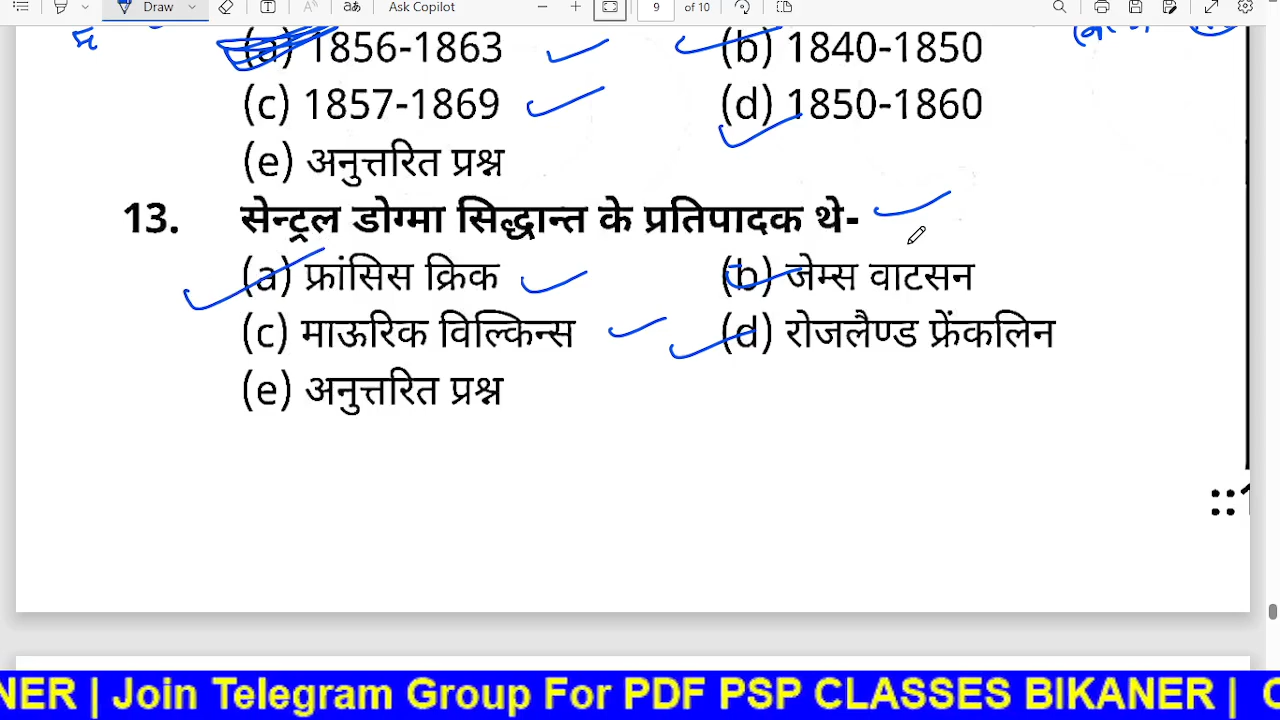 Draw
Ask Copilot
9 of 10
(a) 1856-1863 (b) 1840-1850
(c) 1857-1869 (d) 1850-1860
(e) अनुत्तरित प्रश्न
13. सेन्ट्रल डोग्मा सिद्धान्त के प्रतिपादक थे-
(a) फ्रांसिस क्रिक (b) जेम्स वाटसन
(c) माऊरिक विल्किन्स (d) रोजलैण्ड फ्रेंकलिन
(e) अनुत्तरित प्रश्न
NER | Join Telegram Group For PDF PSP CLASSES BIKANER |